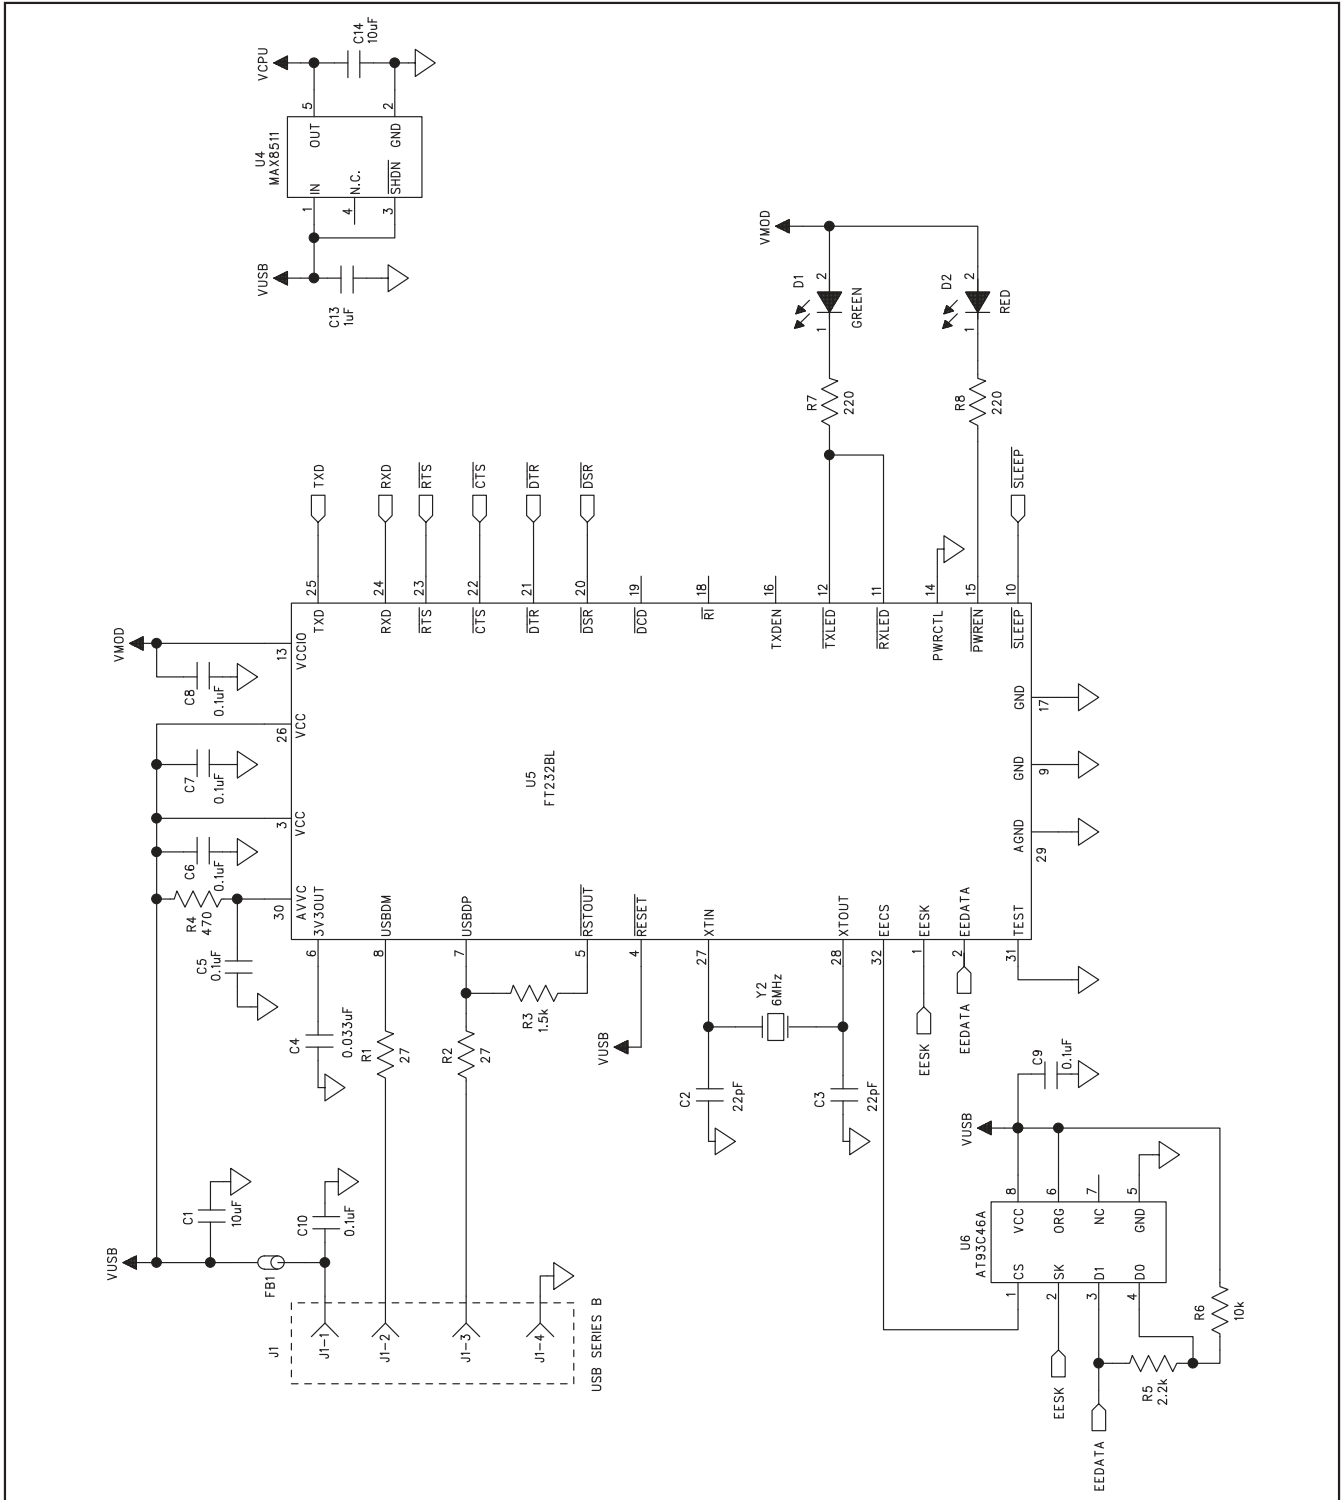 C14
10uF
VCPU
5
2
OUT
GND
U4
MAX8511
IN
N.C.
SHDN
1
4
3
VUSB
C13
1uF
VMOD
D1
2
1
GREEN
D2
2
1
RED
R7
220
R8
220
TXD
RXD
RTS
CTS
DTR
DSR
SLEEP
25
24
23
22
21
20
19
18
16
12
11
14
15
10
TXD
RXD
RTS
CTS
DTR
DSR
DCD
RI
TXDEN
TXLED
RXLED
PWRCTL
PWREN
SLEEP
VMOD
13
VCCIO
C8
0.1uF
26
VCC
C7
0.1uF
3
VCC
C6
0.1uF
R4
470
30
AVVC
C5
0.1uF
U5
FT232BL
GND
17
GND
9
AGND
29
3V3OUT
USBDM
USBDP
RSTOUT
RESET
XTIN
XTOUT
EECS
EESK
EEDATA
TEST
6
8
7
5
4
27
28
32
1
2
31
C4
0.033uF
R1
27
R2
27
R3
1.5k
VUSB
Y2
6MHz
C2
22pF
C3
22pF
EESK
EEDATA
C9
0.1uF
VUSB
VUSB
C1
10uF
C10
0.1uF
FB1
J1
J1-1
J1-2
J1-3
J1-4
USB SERIES B
U6
AT93C46A
8
6
7
5
VCC
ORG
NC
GND
CS
SK
D1
D0
1
2
3
4
R6
10k
R5
2.2k
EESK
EEDATA